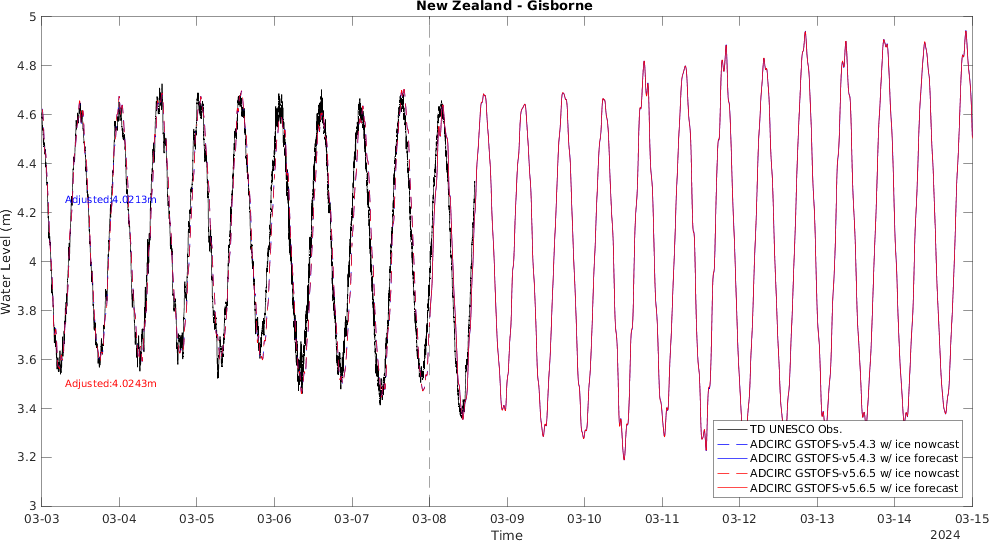 New Zealand - Gisborne
5
4.8
4.6
4.4
4.2
4
3.8
3.6
3.4
3.2
3
Water Level (m)
Adjusted:4.0213m
Adjusted:4.0243m
TD UNESCO Obs.
ADCIRC GSTOFS-v5.4.3 w/ ice nowcast
ADCIRC GSTOFS-v5.4.3 w/ ice forecast
ADCIRC GSTOFS-v5.6.5 w/ ice nowcast
ADCIRC GSTOFS-v5.6.5 w/ ice forecast
03-03 03-04 03-05 03-06 03-07 03-08 03-09 03-10 03-11 03-12 03-13 03-14 03-15
Time
2024